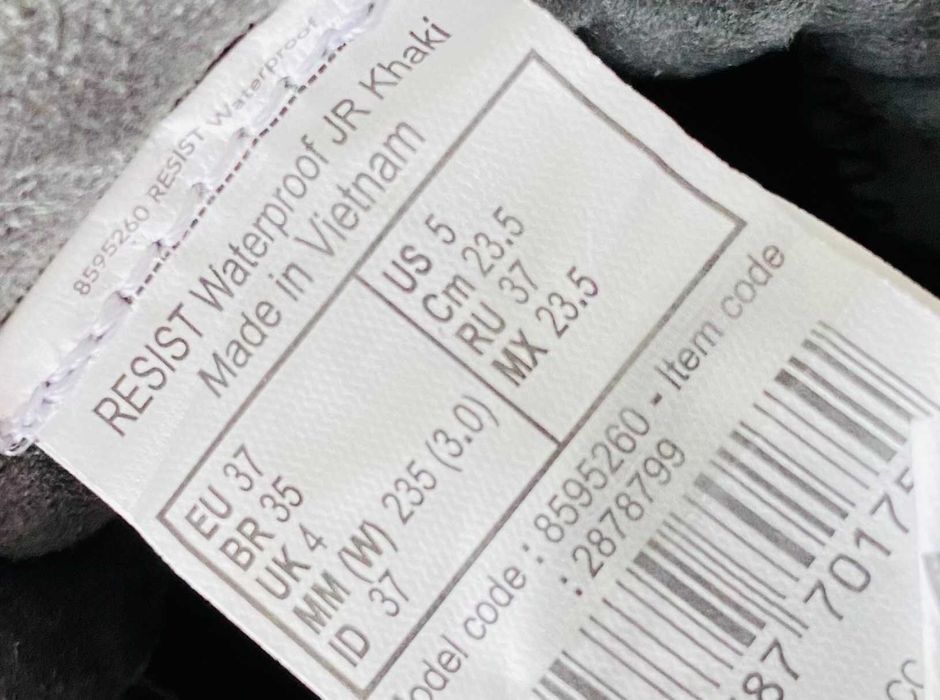 8595260 RESIST Waterproof
RESIST Waterproof JR Khaki
Made in Vietnam
EU 37
BR 35
UK 4
MM (W) 235 (3.0)
ID 37
US 5
Cm 23.5
RU 37
MX 23.5
odel code : 8595260 - Item code
: 2878799
87 70175